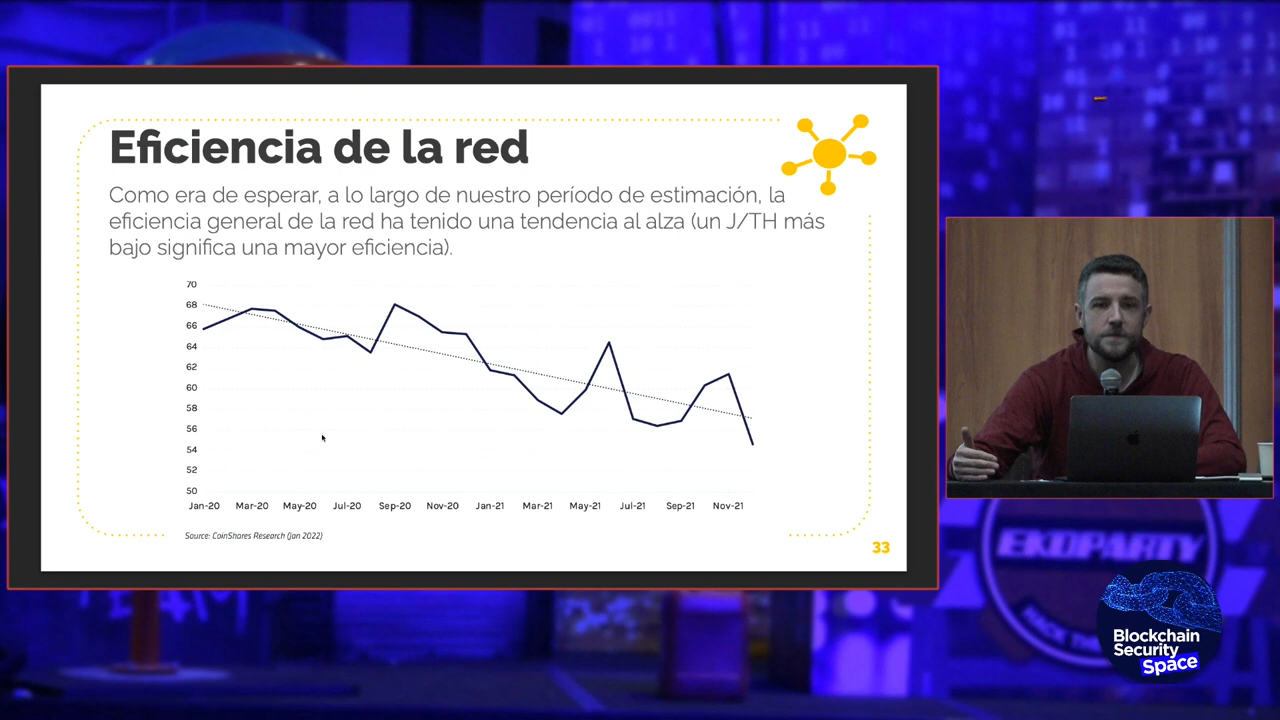 Eficiencia de la red
Como era de esperar, a lo largo de nuestro período de estimación, la
eficiencia general de la red ha tenido una tendencia al alza (un J/TH más
bajo significa una mayor eficiencia).
70
68
66
64
62
60
58
56
54
52
50
Jan-20 Mar-20 May-20 Jul-20 Sep-20 Nov-20 Jan-21 Mar-21 May-21 Jul-21 Sep-21 Nov-21
Source: CoinShares Research (Jan 2022)
33
EKOPARTY
Blockchain
Security
Space